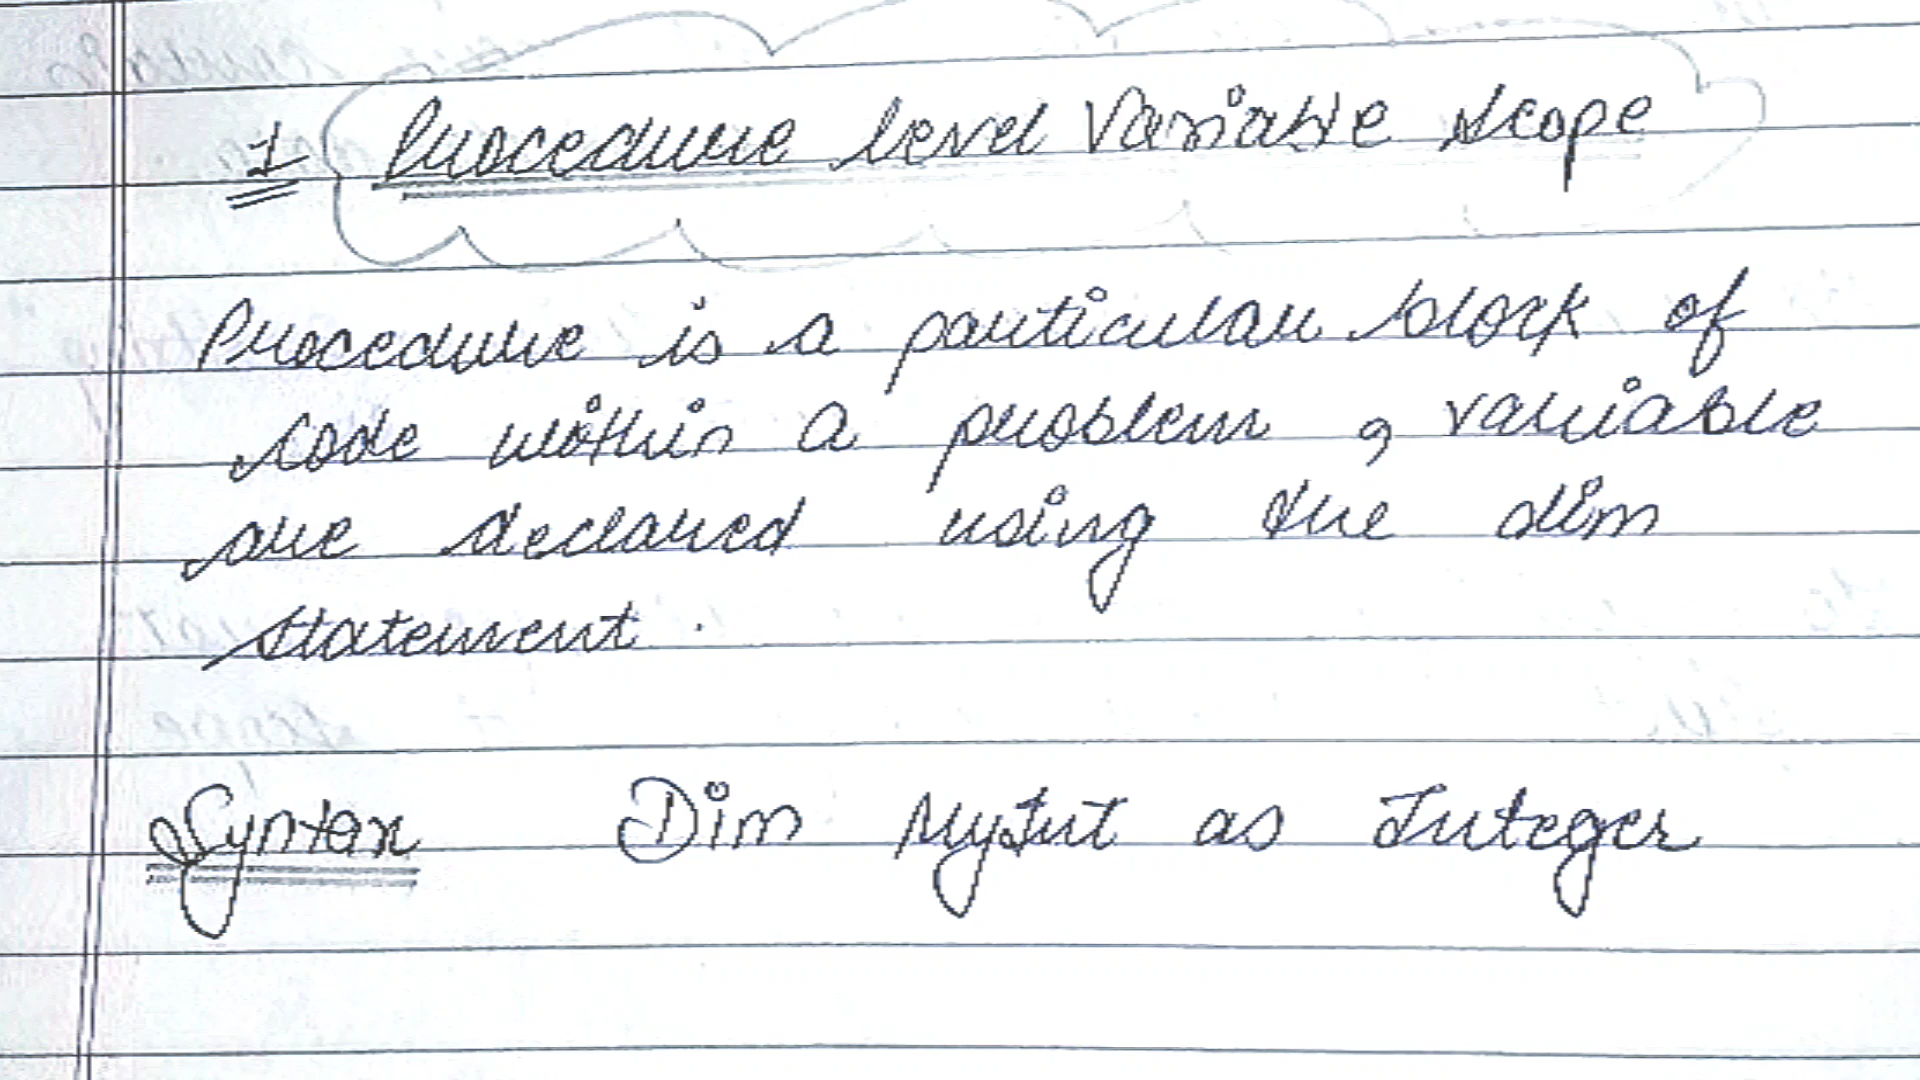 1 Procedure level Variable scope
Procedure is a particular block of
code within a problem, variable
are declared using the dim
statement.
Syntax Dim MyInt as Integer